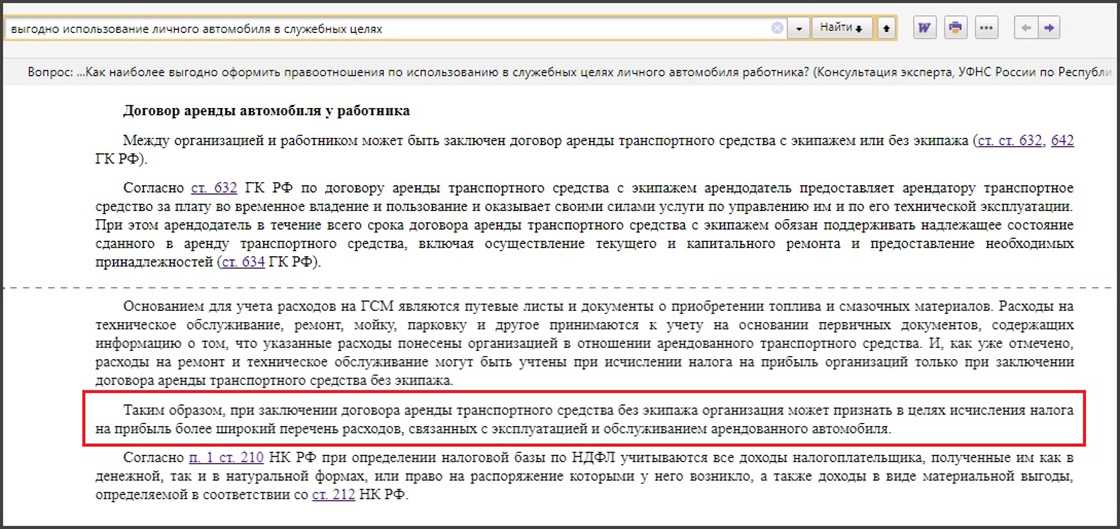 выгодно использование личного автомобиля в служебных целях
Найти
W
Вопрос: ...Как наиболее выгодно оформить правоотношения по использованию в служебных целях личного автомобиля работника? (Консультация эксперта, УФНС России по Республи
Договор аренды автомобиля у работника
Между организацией и работником может быть заключен договор аренды транспортного средства с экипажем или без экипажа (ст. ст. 632, 642
ГК РФ).
Согласно ст. 632 ГК РФ по договору аренды транспортного средства с экипажем арендодатель предоставляет арендатору транспортное
средство за плату во временное владение и пользование и оказывает своими силами услуги по управлению им и по его технической эксплуатации.
При этом арендодатель в течение всего срока договора аренды транспортного средства с экипажем обязан поддерживать надлежащее состояние
сданного в аренду транспортного средства, включая осуществление текущего и капитального ремонта и предоставление необходимых
принадлежностей (ст. 634 ГК РФ).
Основанием для учета расходов на ГСМ являются путевые листы и документы о приобретении топлива и смазочных материалов. Расходы на
техническое обслуживание, ремонт, мойку, парковку и другое принимаются к учету на основании первичных документов, содержащих
информацию о том, что указанные расходы понесены организацией в отношении арендованного транспортного средства. И, как уже отмечено,
расходы на ремонт и техническое обслуживание могут быть учтены при исчислении налога на прибыль организаций только при заключении
договора аренды транспортного средства без экипажа.
Таким образом, при заключении договора аренды транспортного средства без экипажа организация может признать в целях исчисления налога
на прибыль более широкий перечень расходов, связанных с эксплуатацией и обслуживанием арендованного автомобиля.
Согласно п. 1 ст. 210 НК РФ при определении налоговой базы по НДФЛ учитываются все доходы налогоплательщика, полученные им как в
денежной, так и в натуральной формах, или право на распоряжение которыми у него возникло, а также доходы в виде материальной выгоды,
определяемой в соответствии со ст. 212 НК РФ.